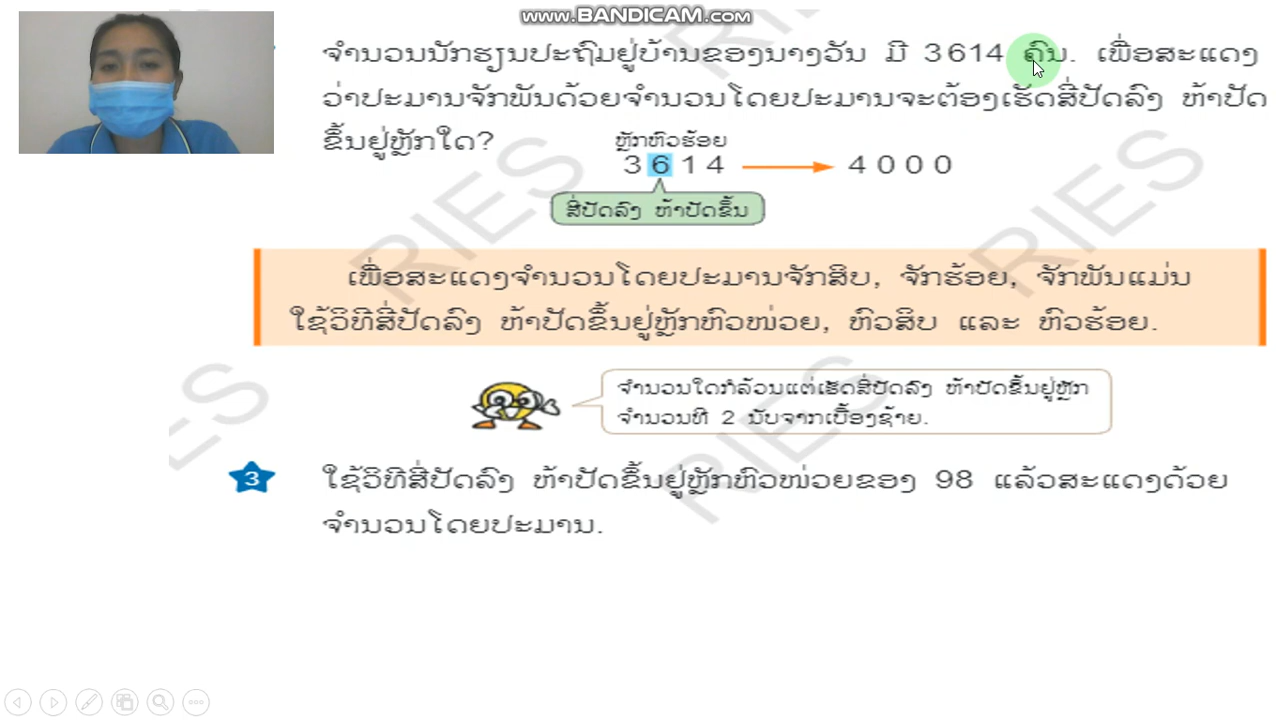 www.BANDICAM.com
ຈຳນວນນັກຮຽນປະຖົມຢູ່ບ້ານຂອງນາງວັນ ມີ 3614 ຄົນ. ເພື່ອສະແດງ
ວ່າປະມານຈັກພັນດ້ວຍຈຳນວນໂດຍປະມານຈະຕ້ອງເຮັດສີ່ປັດລົງ ຫ້າປັດ
ຂຶ້ນຢູ່ຫຼັກໃດ?
ຫຼັກຫົວຮ້ອຍ
3 6 1 4 → 4 0 0 0
ສີ່ປັດລົງ ຫ້າປັດຂຶ້ນ
ເພື່ອສະແດງຈຳນວນໂດຍປະມານຈັກສິບ, ຈັກຮ້ອຍ, ຈັກພັນແມ່ນ
ໃຊ້ວິທີສີ່ປັດລົງ ຫ້າປັດຂຶ້ນຢູ່ຫຼັກຫົວໜ່ວຍ, ຫົວສິບ ແລະ ຫົວຮ້ອຍ.
ຈຳນວນໃດກໍລ້ວນແຕ່ເຮັດສີ່ປັດລົງ ຫ້າປັດຂຶ້ນຢູ່ຫຼັກ
ຈຳນວນທີ 2 ນັບຈາກເບື້ອງຊ້າຍ.
3 ໃຊ້ວິທີສີ່ປັດລົງ ຫ້າປັດຂຶ້ນຢູ່ຫຼັກຫົວໜ່ວຍຂອງ 98 ແລ້ວສະແດງດ້ວຍ
ຈຳນວນໂດຍປະມານ.
RIES
RIES
RIES